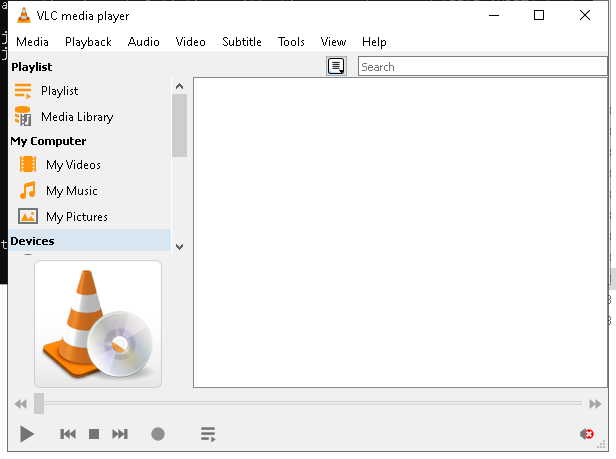 VLC media player
Media Playback Audio Video Subtitle Tools View Help
Playlist
Search
Playlist
Media Library
My Computer
My Videos
My Music
My Pictures
Devices